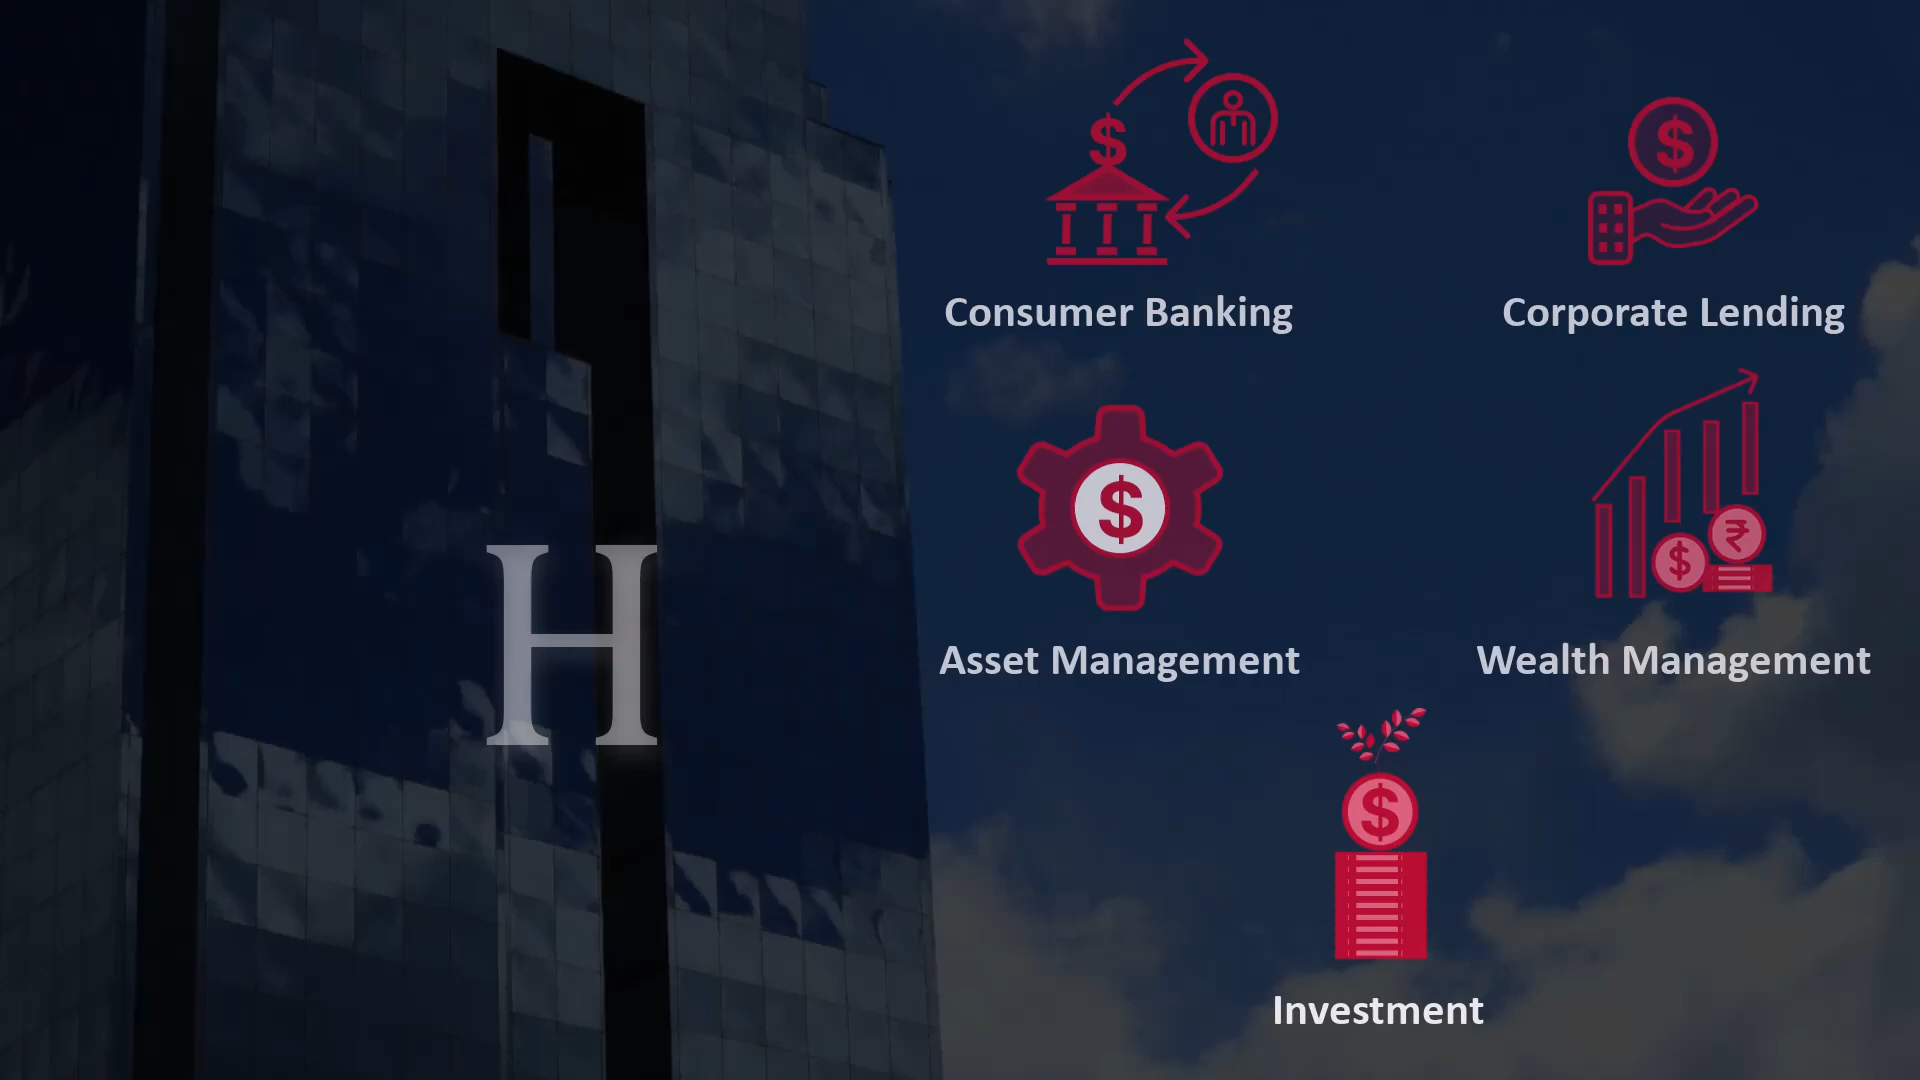 $
Consumer Banking
$
Corporate Lending
$
Asset Management
$ ₹
Wealth Management
H
$
Investment